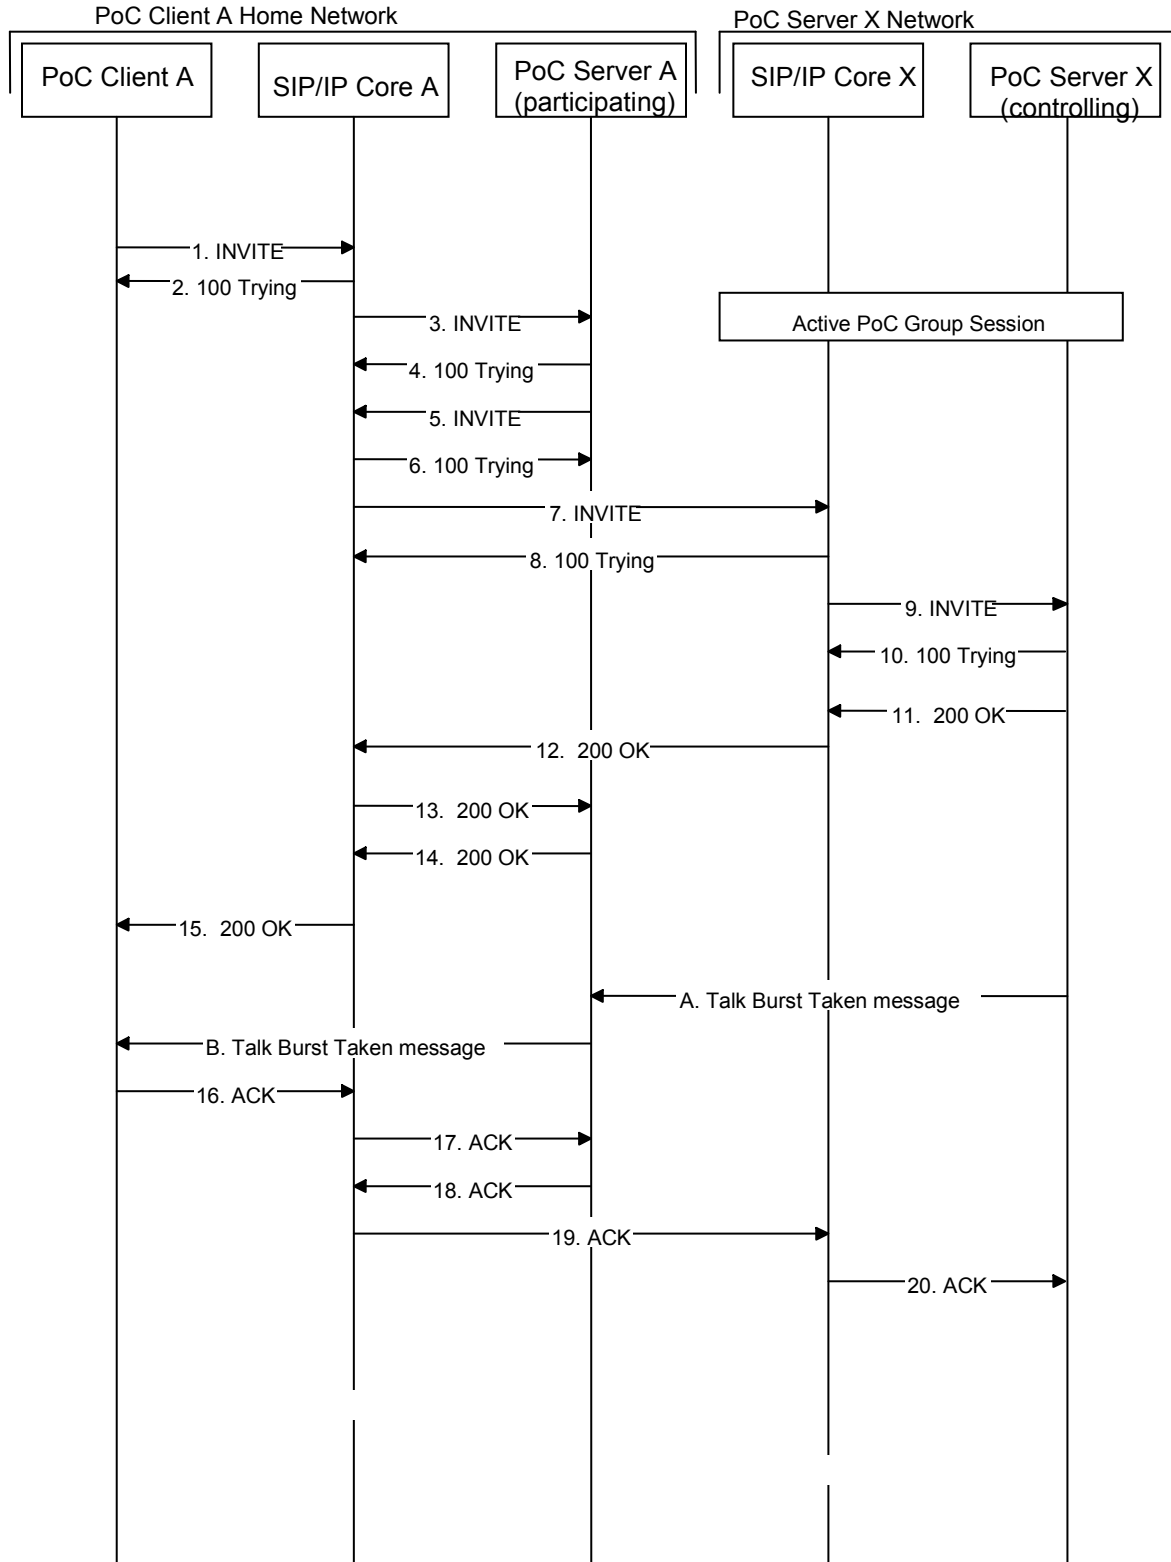 PoC Client A Home Network
PoC Server X Network
PoC Client A
SIP/IP Core A
PoC Server A
(participating)
SIP/IP Core X
PoC Server X
(controlling)
1. INVITE
2. 100 Trying
3. INVITE
Active PoC Group Session
4. 100 Trying
5. INVITE
6. 100 Trying
7. INVITE
8. 100 Trying
9. INVITE
10. 100 Trying
11. 200 OK
12. 200 OK
13. 200 OK
14. 200 OK
15. 200 OK
A. Talk Burst Taken message
B. Talk Burst Taken message
16. ACK
17. ACK
18. ACK
19. ACK
20. ACK